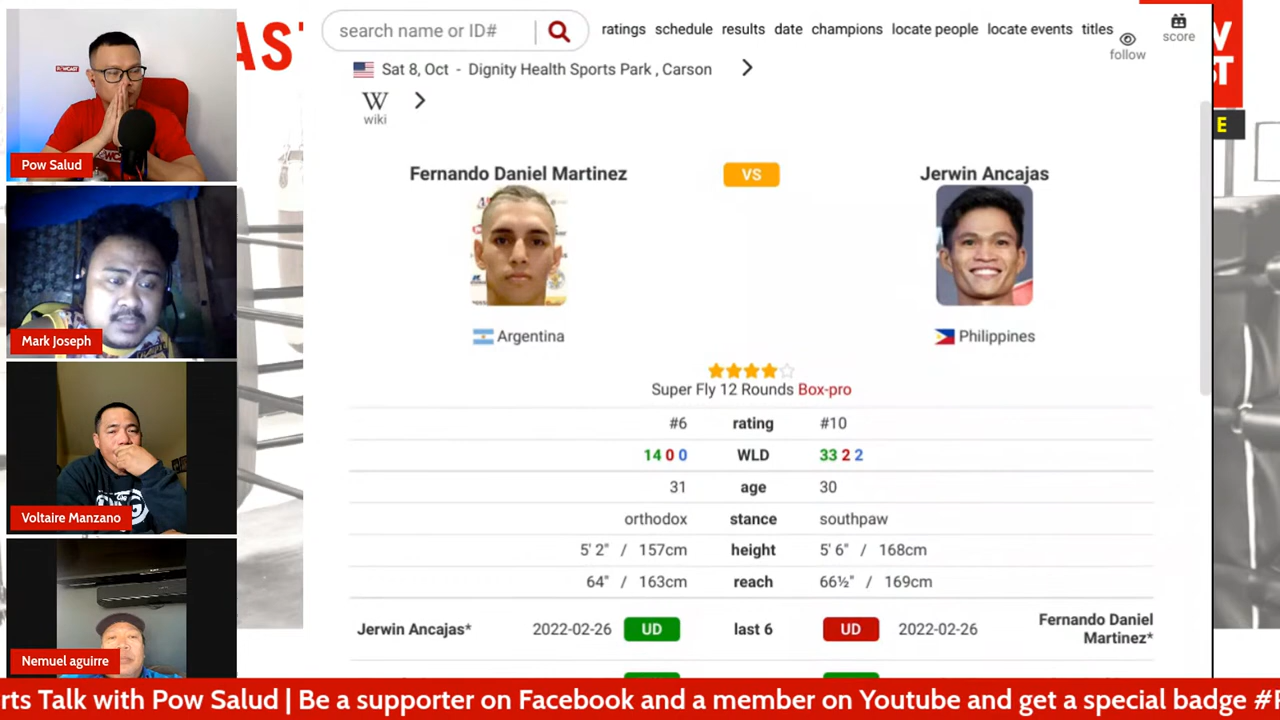 AST
search name or ID#
ratings schedule results date champions locate people locate events titles
follow
score
Sat 8, Oct - Dignity Health Sports Park , Carson
W
wiki
E
POWCAST
Pow Salud
Mark Joseph
Voltaire Manzano
Nemuel aguirre
Fernando Daniel Martinez VS Jerwin Ancajas
Argentina Philippines
Super Fly 12 Rounds Box-pro
#6 rating #10
14 0 0 WLD 33 2 2
31 age 30
orthodox stance southpaw
5' 2" / 157cm height 5' 6" / 168cm
64" / 163cm reach 66½" / 169cm
Jerwin Ancajas* 2022-02-26 UD last 6 UD 2022-02-26 Fernando Daniel
Martinez*
rts Talk with Pow Salud | Be a supporter on Facebook and a member on Youtube and get a special badge #